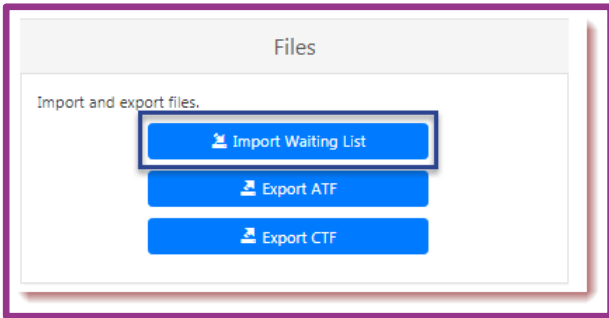 Files
Import and export files.
Import Waiting List
Export ATF
Export CTF